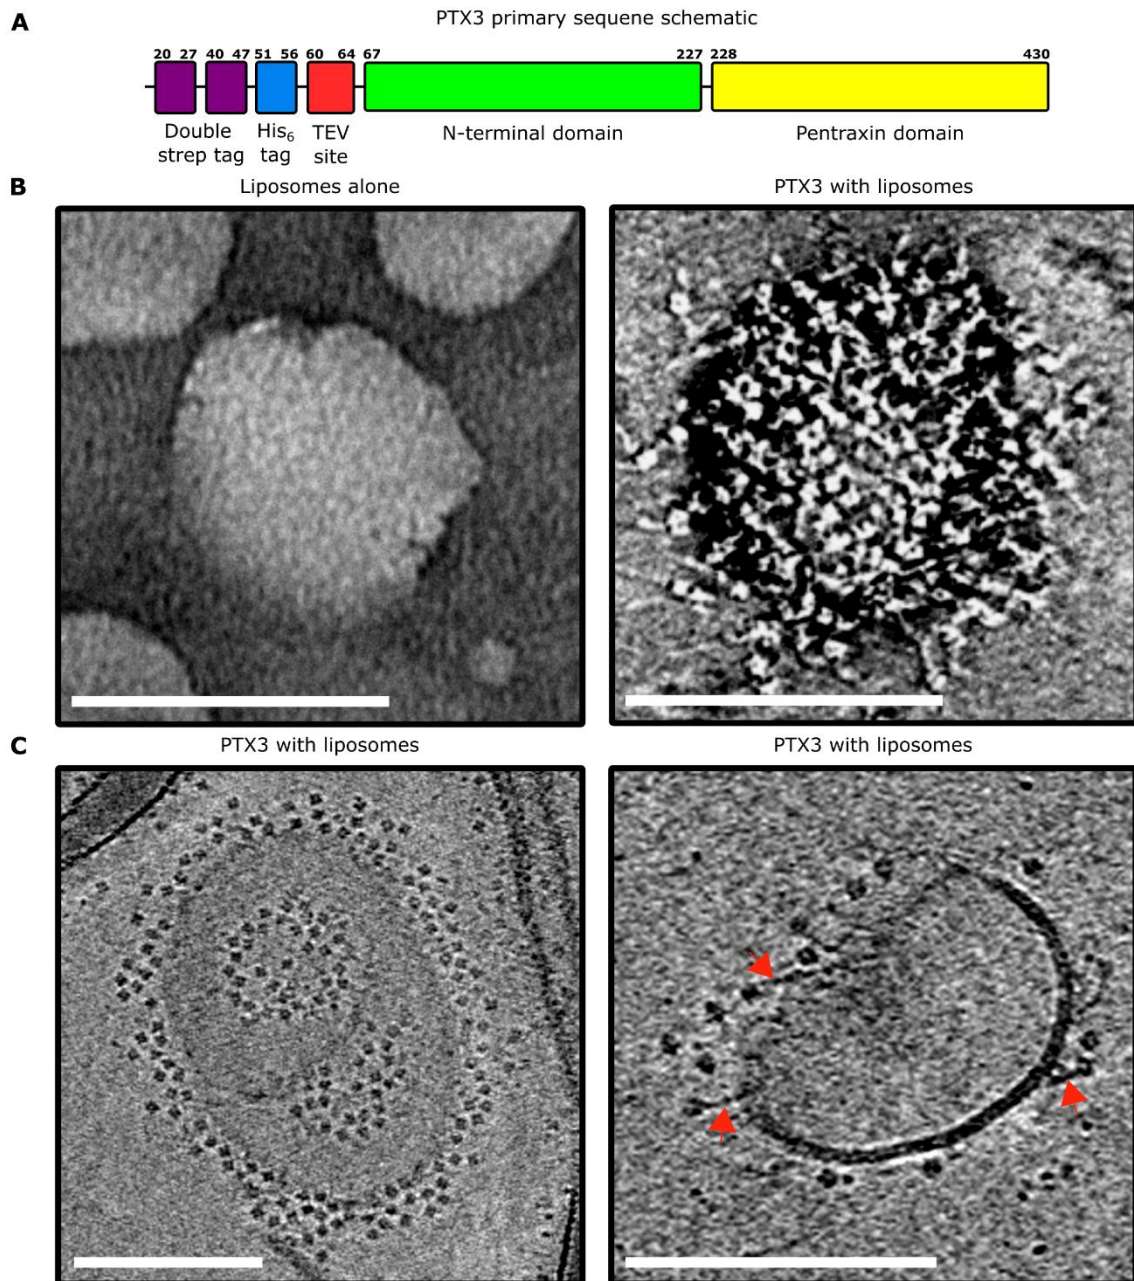 A
PTX3 primary sequene schematic
20 27 40 47 51 56 60 64 67 227 228 430
Double strep tag
His6 tag
TEV site
N-terminal domain
Pentraxin domain
B
Liposomes alone
PTX3 with liposomes
C
PTX3 with liposomes
PTX3 with liposomes